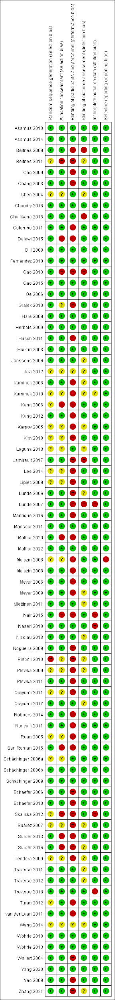 Random sequence generation (selection bias)
Allocation concealment (selection bias)
Blinding of participants and personnel (performance bias)
Blinding of outcome assessment (detection bias)
Incomplete outcome data (attrition bias)
Selective reporting (reporting bias)
Assmus 2010 + + + + + +
Assmus 2014 + + + + + +
Beitnes 2009 + + – – + +
Beitnes 2011 ? – – ? + +
Cao 2009 + + – + + +
Chang 2008 + + – + + +
Chen 2004 ? ? + ? + +
Choudry 2016 + + + + + +
Chullikana 2015 + + + – + +
Colombo 2011 + + – + + +
Delewi 2015 + – – + + +
Dill 2009 + + + + + +
Fernández 2018 + + + + + +
Gao 2013 + – – – + +
Gao 2015 + + + + + +
Ge 2006 + + + + + +
Grajek 2010 + ? – + + +
Hare 2009 + + + + + +
Herbots 2009 + + + + + +
Hirsch 2011 + + – + + +
Huikuri 2008 + + + + + +
Janssens 2006 + + + ? + +
Jazi 2012 ? ? ? ? + +
Kaminek 2008 + + – ? + +
Kaminek 2010 ? ? – ? ? +
Kang 2006 ? – – + + +
Kang 2012 + + – + + +
Karpov 2005 ? ? – ? + +
Kim 2018 ? ? – + + +
Laguna 2018 ? ? + ? + +
Lamirault 2017 + + – – + +
Lee 2014 ? ? – + + +
Lipiec 2009 ? ? – + + +
Lunde 2006 + + – ? + +
Lunde 2007 + + – – – +
Manrique 2016 + + – + + +
Mansour 2011 + + + + + +
Mathur 2020 + – – + + +
Mathur 2022 + + + + + +
Meluzín 2006 ? ? – + + –
Meluzín 2008 + + – + + +
Meyer 2006 + + – + + +
Meyer 2009 + + – ? + +
Miettinen 2011 + + + ? + +
Nair 2015 + – – + – +
Naseri 2018 + + + + – +
Nicolau 2018 + + + ? + +
Nogueira 2009 + + – + + +
Piepoli 2010 – ? – ? + +
Plewka 2009 ? ? – ? + +
Plewka 2011 + + – + + +
Quyyumi 2011 ? ? – + + +
Quyyumi 2017 + + + ? + +
Robbers 2014 + + – + + +
Roncalli 2011 + + – + + +
Ruan 2005 ? ? – + + +
San Roman 2015 + – – + + +
Schächinger 2006a ? ? + + + +
Schächinger 2006b + + + + + +
Schächinger 2009 + + + + + +
Schaefer 2006 + + – + + +
Schaefer 2010 + + – + + +
Skalicka 2012 ? – – + – +
Suárez 2007 ? ? – ? + +
Surder 2013 + – – + + +
Surder 2016 + – – ? + +
Tendera 2009 ? ? – ? + +
Traverse 2011 + + + ? + +
Traverse 2012 + + + ? + +
Traverse 2018 + + + + – +
Turan 2012 ? + – + + +
van der Laan 2011 + + – + + +
Wang 2014 ? ? ? ? + +
Wöhrle 2010 + + + + + +
Wöhrle 2013 + + + + + +
Wollert 2004 + + – + + +
Yang 2020 + + + + + +
Yao 2009 + + – + + +
Zhang 2021 + + – ? + +